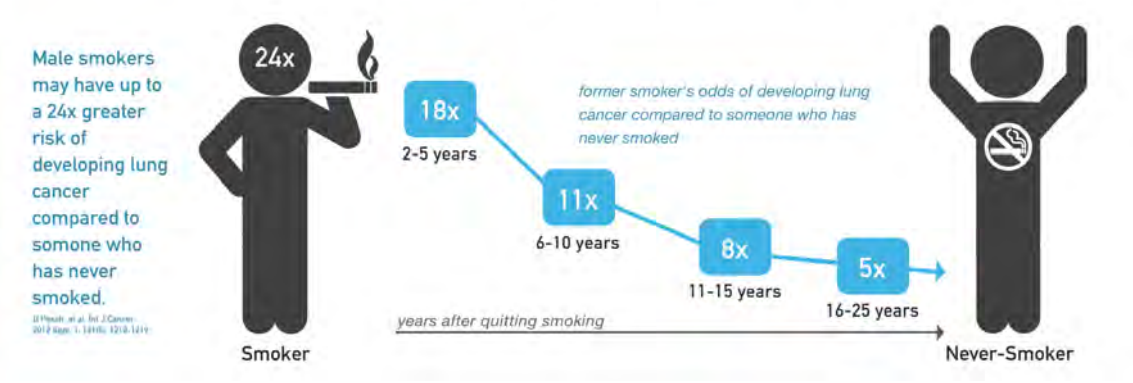 Male smokers
may have up to
a 24x greater
risk of
developing lung
cancer
compared to
somone who
has never
smoked.
24x
Smoker
former smoker's odds of developing lung
cancer compared to someone who has
never smoked
18x
2-5 years
11x
6-10 years
8x
11-15 years
5x
16-25 years
years after quitting smoking
Never-Smoker